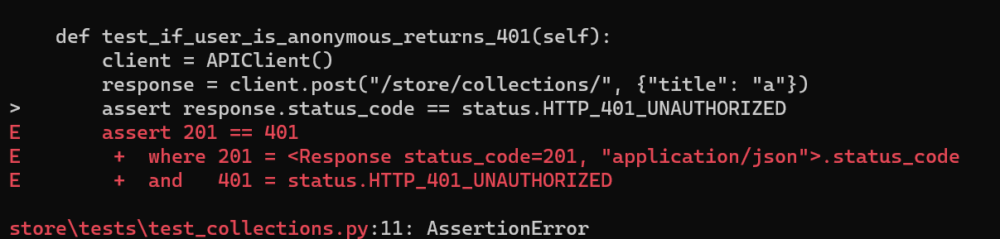 def test_if_user_is_anonymous_returns_401(self):
client = APIClient()
response = client.post("/store/collections/", {"title": "a"})
> assert response.status_code == status.HTTP_401_UNAUTHORIZED
E assert 201 == 401
E + where 201 = <Response status_code=201, "application/json">.status_code
E + and 401 = status.HTTP_401_UNAUTHORIZED
store\tests\test_collections.py:11: AssertionError